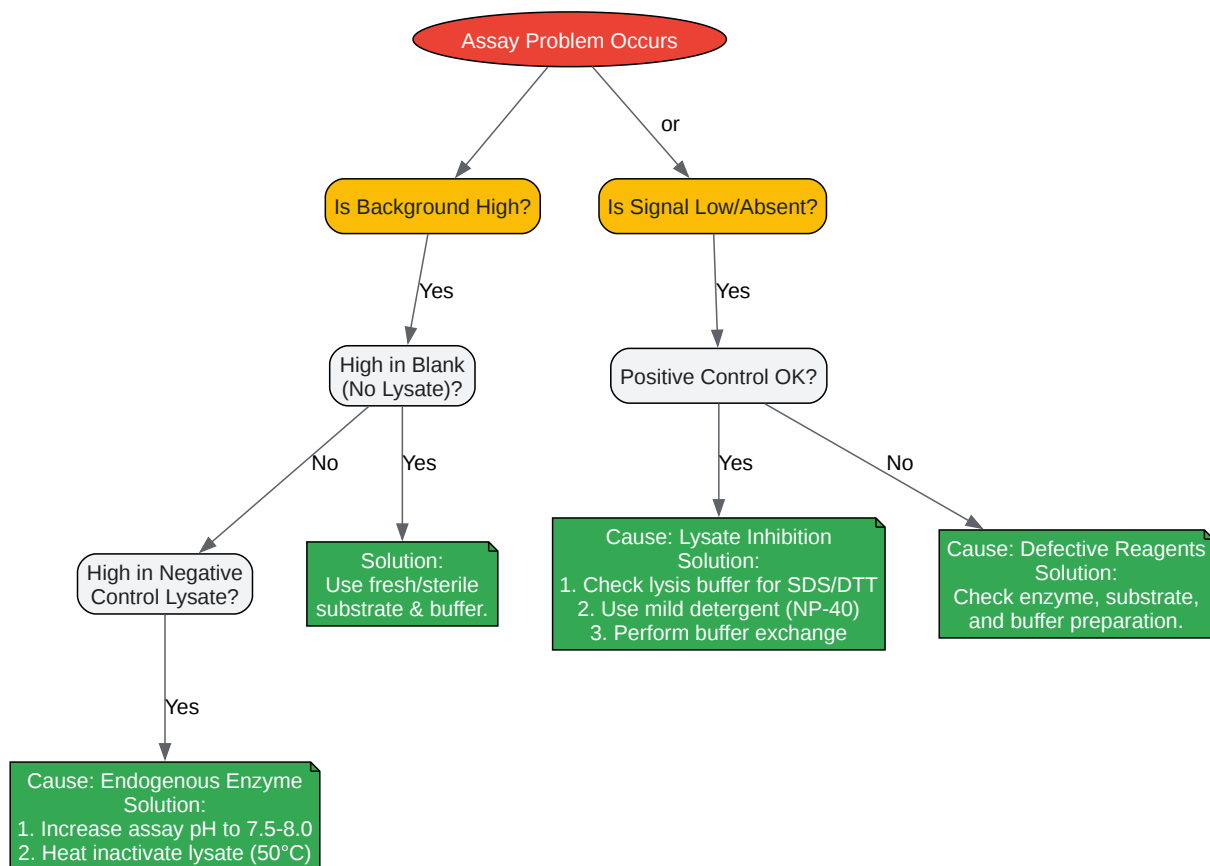 Assay Problem Occurs
or
Is Background High?
Is Signal Low/Absent?
Yes
Yes
High in Blank
(No Lysate)?
Positive Control OK?
No
Yes
Yes
No
High in Negative
Control Lysate?
Solution:
Use fresh/sterile
substrate & buffer.
Cause: Lysate Inhibition
Solution:
1. Check lysis buffer for SDS/DTT
2. Use mild detergent (NP-40)
3. Perform buffer exchange
Cause: Defective Reagents
Solution:
Check enzyme, substrate,
and buffer preparation.
Yes
Cause: Endogenous Enzyme
Solution:
1. Increase assay pH to 7.5-8.0
2. Heat inactivate lysate (50°C)